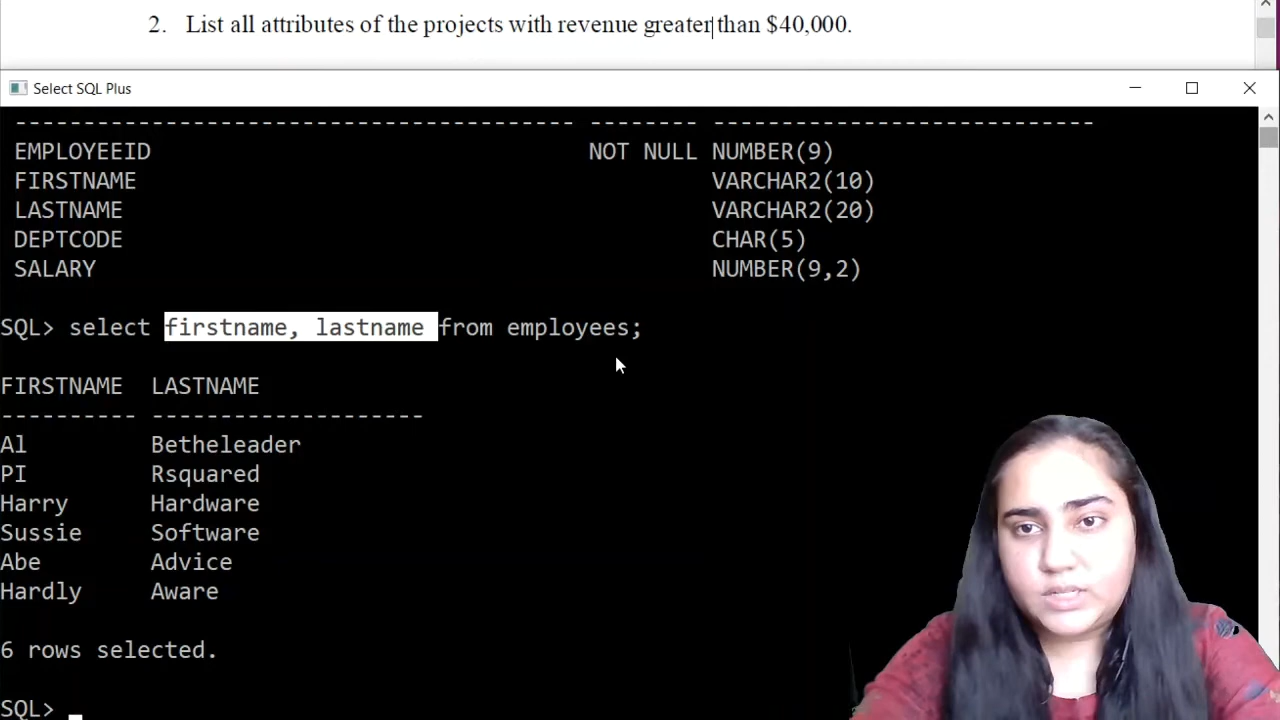 2. List all attributes of the projects with revenue greater than $40,000.
Select SQL Plus
----------------------------------------- -------- ----------------------------
EMPLOYEEID NOT NULL NUMBER(9)
FIRSTNAME VARCHAR2(10)
LASTNAME VARCHAR2(20)
DEPTCODE CHAR(5)
SALARY NUMBER(9,2)
SQL> select firstname, lastname from employees;
FIRSTNAME LASTNAME
---------- --------------------
Al Betheleader
PI Rsquared
Harry Hardware
Sussie Software
Abe Advice
Hardly Aware
6 rows selected.
SQL>